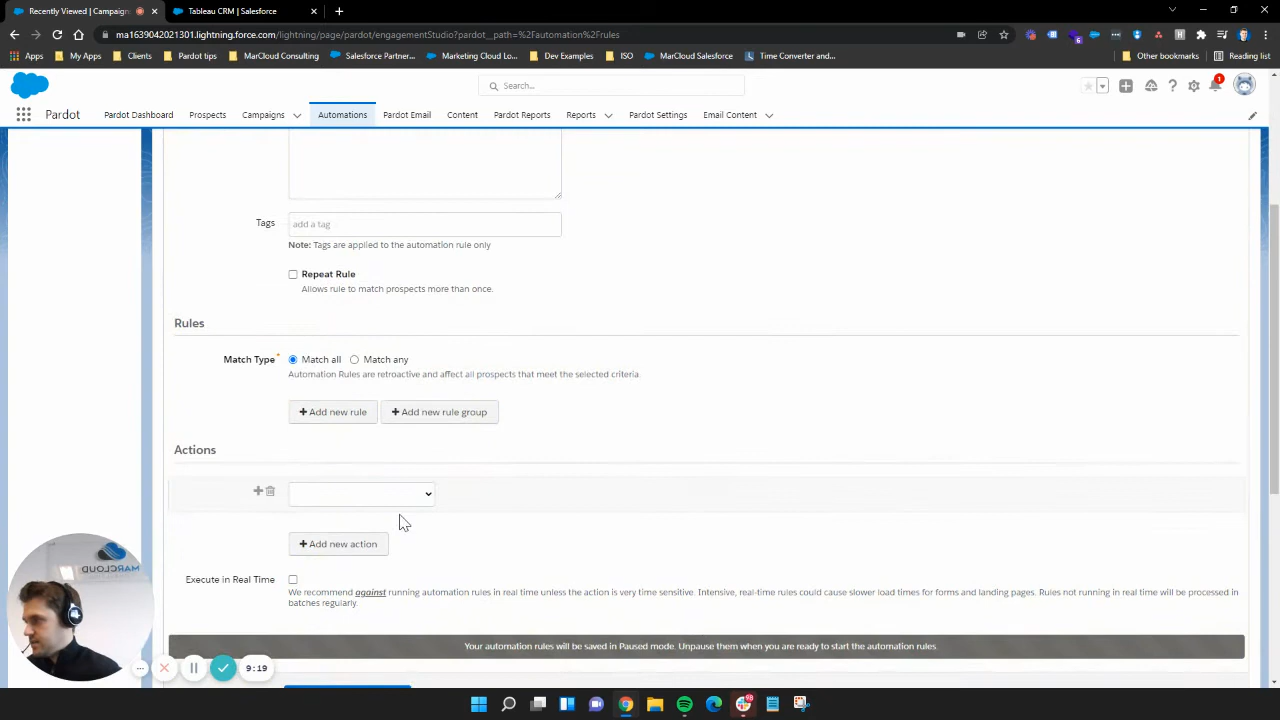 Recently Viewed | Campaign
Tableau CRM | Salesforce
ma1639042021301.lightning.force.com/lightning/page/pardot/engagementStudio?pardot__path=%2Fautomation%2Frules
Apps
My Apps
Clients
Pardot tips
MarCloud Consulting
Salesforce Partner...
Marketing Cloud Lo...
Dev Examples
ISO
MarCloud Salesforce
Time Converter and...
Other bookmarks
Reading list
Search...
1
Pardot
Pardot Dashboard
Prospects
Campaigns
Automations
Pardot Email
Content
Pardot Reports
Reports
Pardot Settings
Email Content
Tags
add a tag
Note: Tags are applied to the automation rule only
Repeat Rule
Allows rule to match prospects more than once.
Rules
Match Type*
Match all
Match any
Automation Rules are retroactive and affect all prospects that meet the selected criteria.
+ Add new rule
+ Add new rule group
Actions
+ Add new action
Execute in Real Time
We recommend against running automation rules in real time unless the action is very time sensitive. Intensive, real-time rules could cause slower load times for forms and landing pages. Rules not running in real time will be processed in
batches regularly.
Your automation rules will be saved in Paused mode. Unpause them when you are ready to start the automation rules.
MARCLOUD
9:19
98